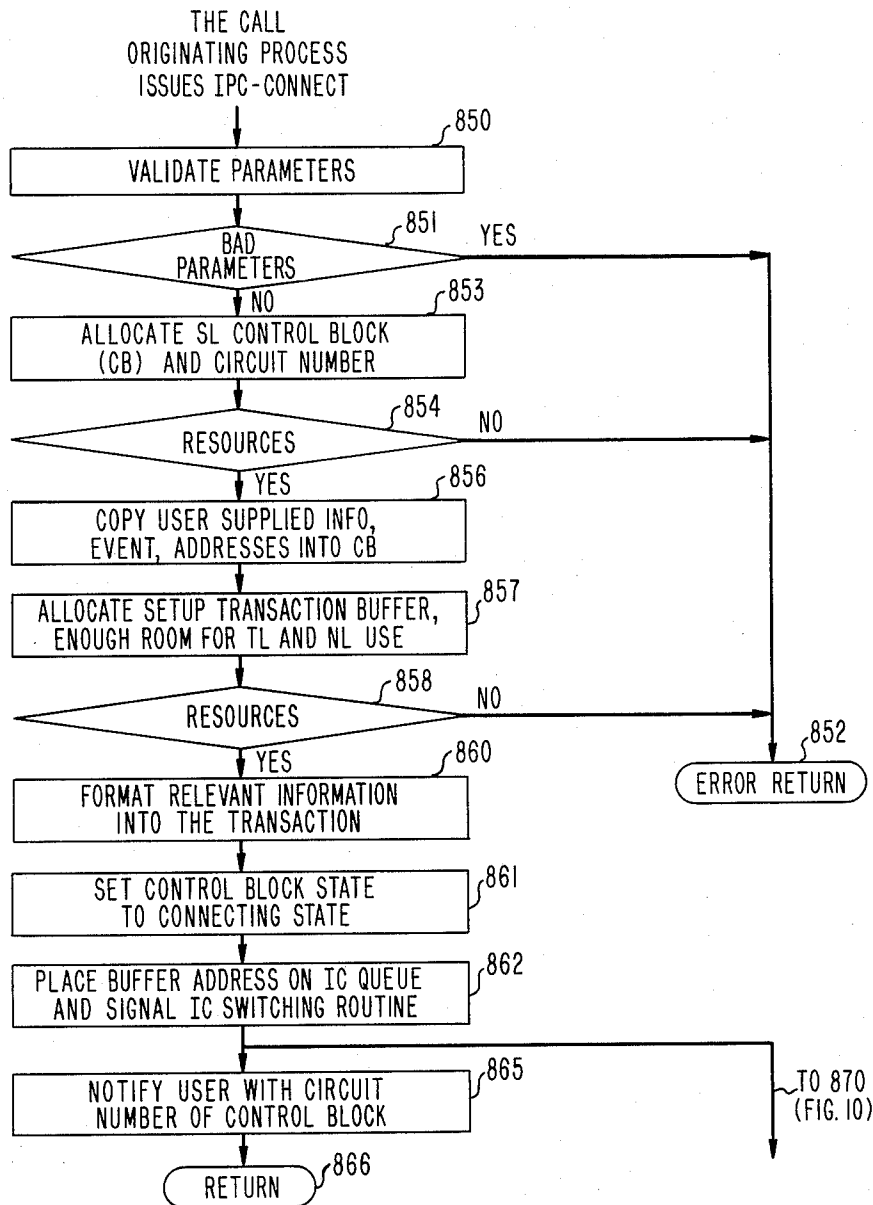 THE CALL
ORIGINATING PROCESS
ISSUES IPC-CONNECT
850
VALIDATE PARAMETERS
851
BAD
PARAMETERS
YES
NO
853
ALLOCATE SL CONTROL BLOCK
(CB) AND CIRCUIT NUMBER
854
RESOURCES
NO
YES
856
COPY USER SUPPLIED INFO,
EVENT, ADDRESSES INTO CB
857
ALLOCATE SETUP TRANSACTION BUFFER,
ENOUGH ROOM FOR TL AND NL USE
858
RESOURCES
NO
YES
852
ERROR RETURN
860
FORMAT RELEVANT INFORMATION
INTO THE TRANSACTION
861
SET CONTROL BLOCK STATE
TO CONNECTING STATE
862
PLACE BUFFER ADDRESS ON IC QUEUE
AND SIGNAL IC SWITCHING ROUTINE
865
NOTIFY USER WITH CIRCUIT
NUMBER OF CONTROL BLOCK
TO 870
(FIG. 10)
866
RETURN